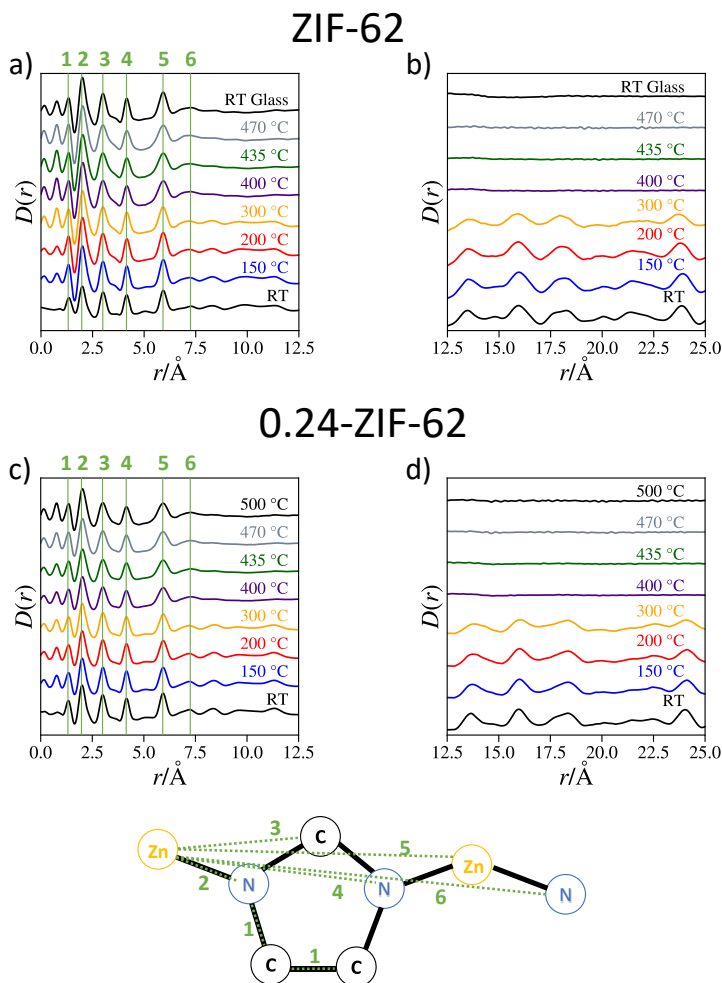 ZIF-62
a)
1 2 3 4 5 6
RT Glass
470 °C
435 °C
400 °C
300 °C
200 °C
150 °C
RT
D(r)
0.0 2.5 5.0 7.5 10.0 12.5
r/Å
b)
RT Glass
470 °C
435 °C
400 °C
300 °C
200 °C
150 °C
RT
D(r)
12.5 15.0 17.5 20.0 22.5 25.0
r/Å
0.24-ZIF-62
c)
1 2 3 4 5 6
500 °C
470 °C
435 °C
400 °C
300 °C
200 °C
150 °C
RT
D(r)
0.0 2.5 5.0 7.5 10.0 12.5
r/Å
d)
500 °C
470 °C
435 °C
400 °C
300 °C
200 °C
150 °C
RT
D(r)
12.5 15.0 17.5 20.0 22.5 25.0
r/Å
3 C
Zn 5 Zn
2 N 4 N 6 N
1
1
C C